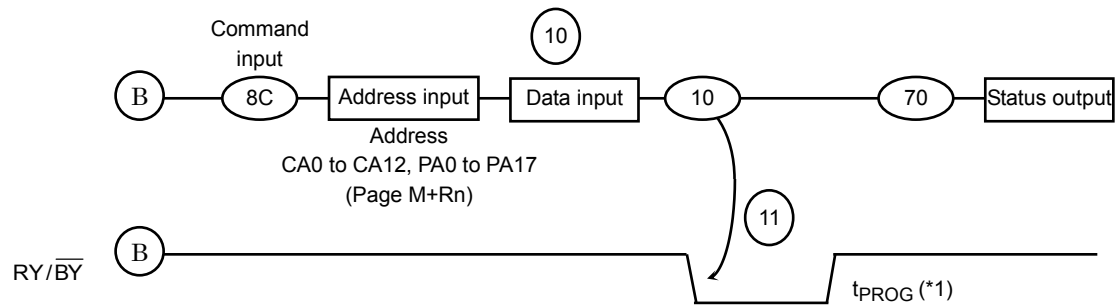 Command
input
10
B
8C
Address input
Data input
10
70
Status output
Address
CA0 to CA12, PA0 to PA17
(Page M+Rn)
11
B
RY/BY
tPROG (*1)